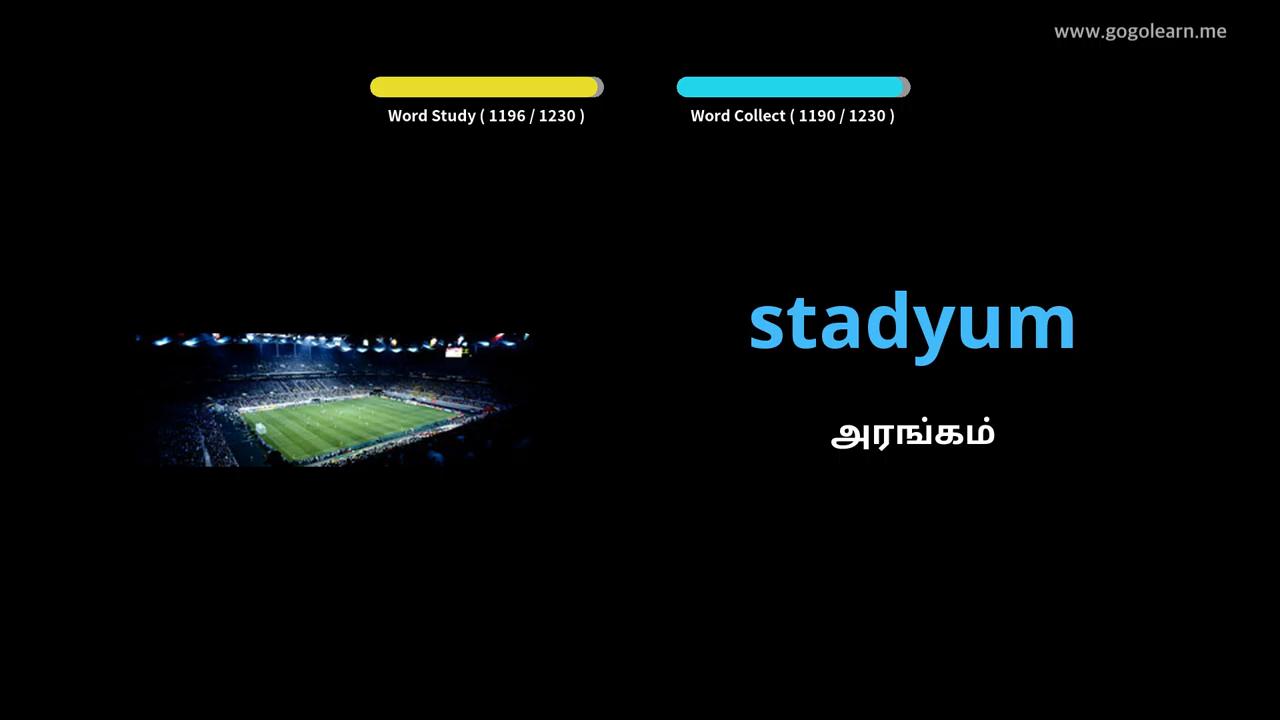 www.gogolearn.me
Word Study ( 1196 / 1230 )
Word Collect ( 1190 / 1230 )
stadyum
அரங்கம்